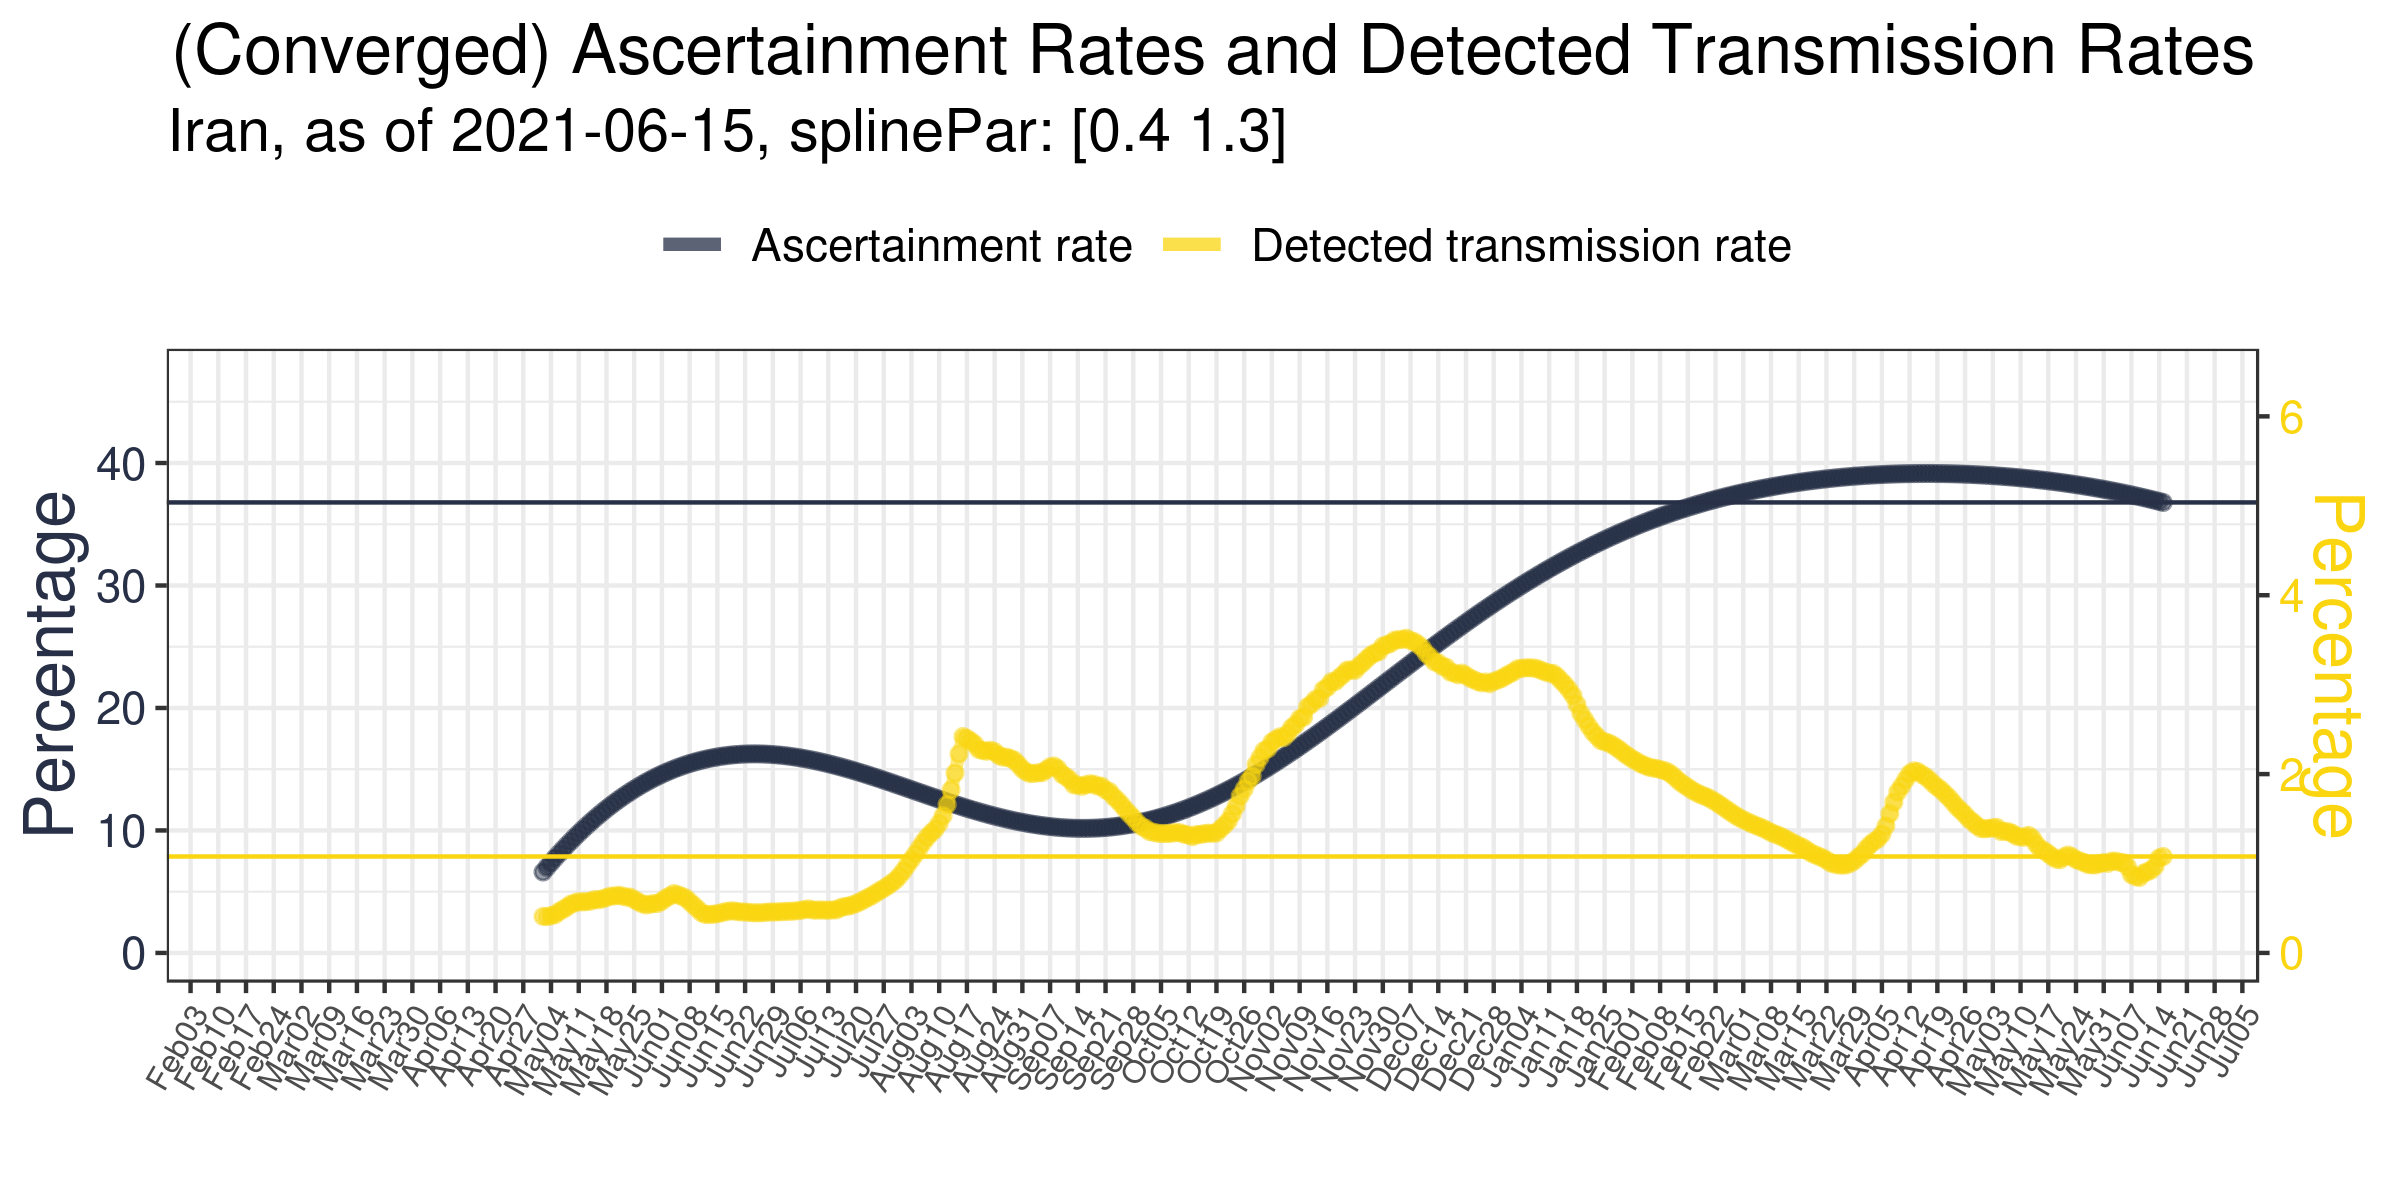 (Converged) Ascertainment Rates and Detected Transmission Rates
Iran, as of 2021-06-15, splinePar: [0.4 1.3]
Ascertainment rate
Detected transmission rate
Percentage
40
30
20
10
0
6
4
2
0
Percentage
Feb03
Feb10
Feb17
Feb24
Mar02
Mar09
Mar16
Mar23
Mar30
Apr06
Apr13
Apr20
Apr27
May04
May11
May18
May25
Jun01
Jun08
Jun15
Jun22
Jun29
Jul06
Jul13
Jul20
Jul27
Aug03
Aug10
Aug17
Aug24
Aug31
Sep07
Sep14
Sep21
Sep28
Oct05
Oct12
Oct19
Oct26
Nov02
Nov09
Nov16
Nov23
Nov30
Dec07
Dec14
Dec21
Dec28
Jan04
Jan11
Jan18
Jan25
Feb01
Feb08
Feb15
Feb22
Mar01
Mar08
Mar15
Mar22
Mar29
Apr05
Apr12
Apr19
Apr26
May03
May10
May17
May24
May31
Jun07
Jun14
Jun21
Jun28
Jul05